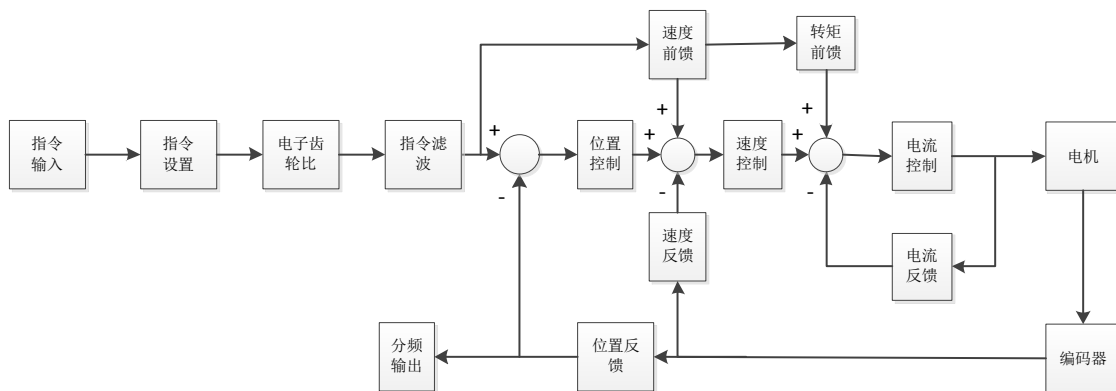 速度
前馈
转矩
前馈
+
+
指令
输入
指令
设置
电子齿
轮比
指令滤
波
+
位置
控制
+
速度
控制
+
电流
控制
电机
-
-
-
速度
反馈
电流
反馈
分频
输出
位置反
馈
编码器